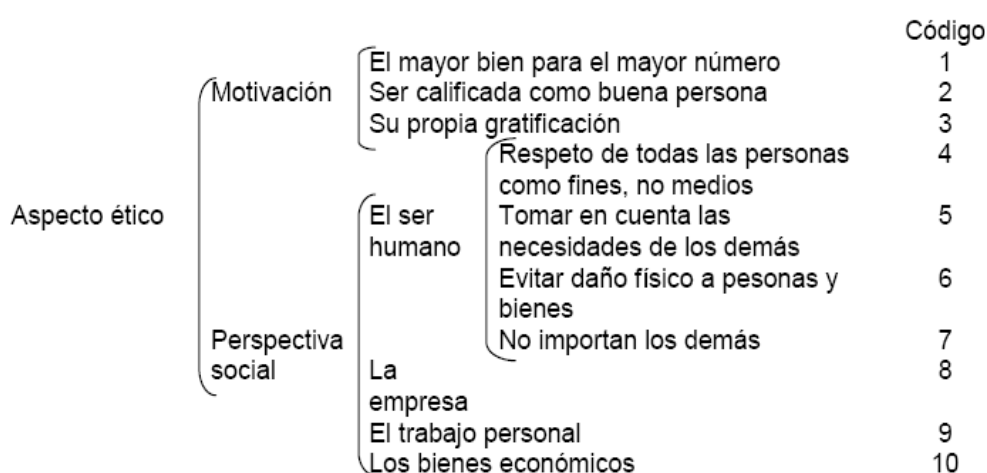 Código
El mayor bien para el mayor número 1
Motivación Ser calificada como buena persona 2
Su propia gratificación 3
Respeto de todas las personas 4
como fines, no medios
Aspecto ético El ser Tomar en cuenta las 5
humano necesidades de los demás
Evitar daño físico a pesonas y 6
bienes
Perspectiva No importan los demás 7
social La 8
empresa
El trabajo personal 9
Los bienes económicos 10